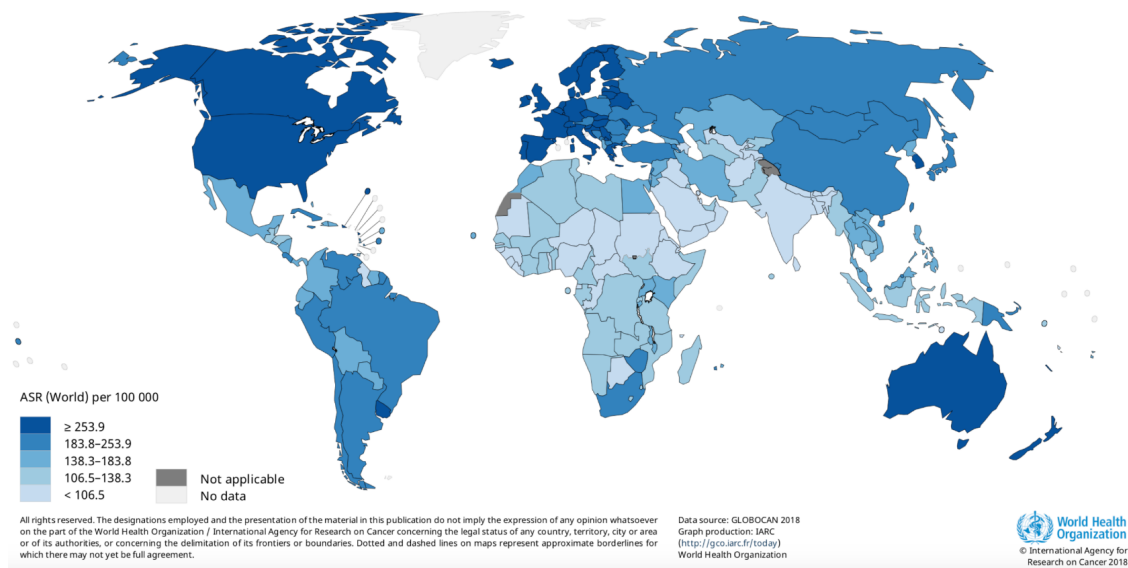 ASR (World) per 100 000
≥ 253.9
183.8–253.9
138.3–183.8
106.5–138.3
< 106.5
Not applicable
No data
All rights reserved. The designations employed and the presentation of the material in this publication do not imply the expression of any opinion whatsoever
on the part of the World Health Organization / International Agency for Research on Cancer concerning the legal status of any country, territory, city or area
or of its authorities, or concerning the delimitation of its frontiers or boundaries. Dotted and dashed lines on maps represent approximate borderlines for
which there may not yet be full agreement.
Data source: GLOBOCAN 2018
Graph production: IARC
(http://gco.iarc.fr/today)
World Health Organization
World Health
Organization
© International Agency for
Research on Cancer 2018